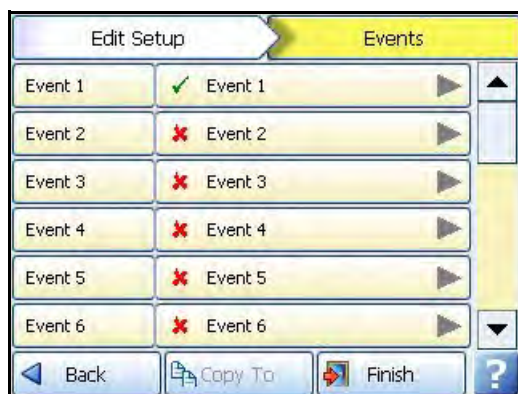 Edit Setup Events
Event 1 Event 1
Event 2 Event 2
Event 3 Event 3
Event 4 Event 4
Event 5 Event 5
Event 6 Event 6
Back Copy To Finish ?